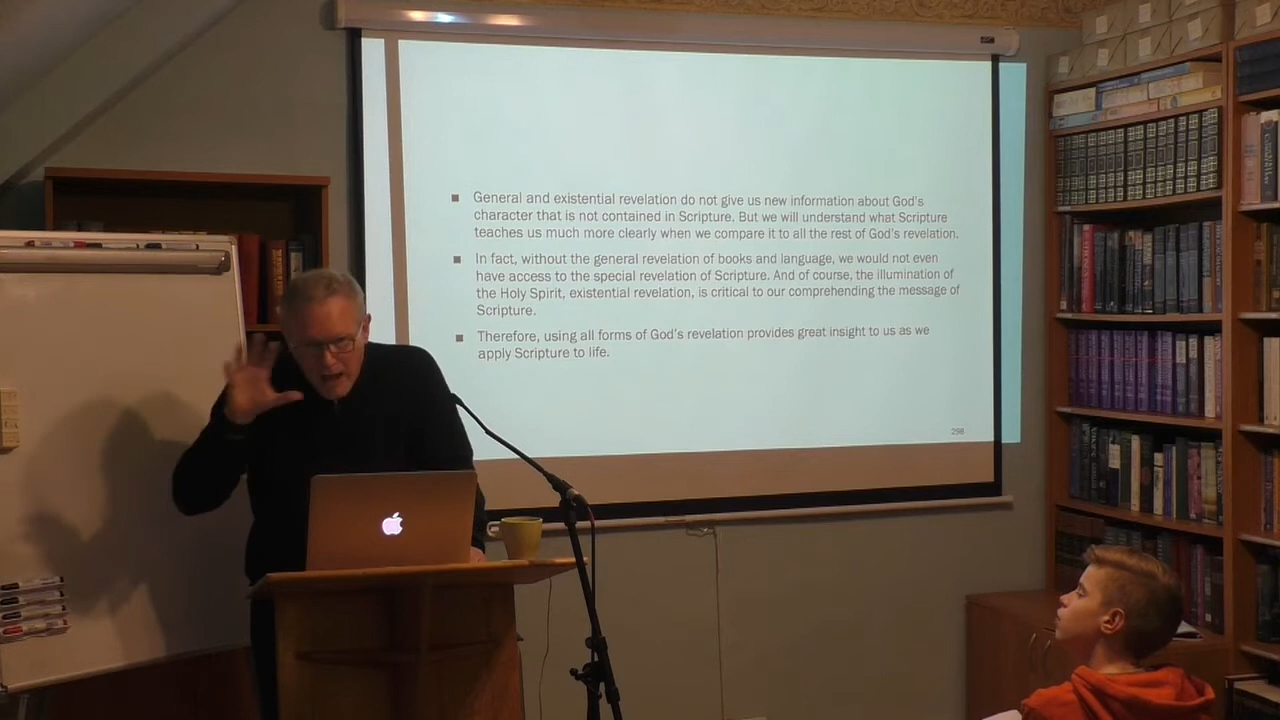 ■ General and existential revelation do not give us new information about God's
character that is not contained in Scripture. But we will understand what Scripture
teaches us much more clearly when we compare it to all the rest of God's revelation.
■ In fact, without the general revelation of books and language, we would not even
have access to the special revelation of Scripture. And of course, the illumination of
the Holy Spirit, existential revelation, is critical to our comprehending the message of
Scripture.
■ Therefore, using all forms of God's revelation provides great insight to us as we
apply Scripture to life.
298